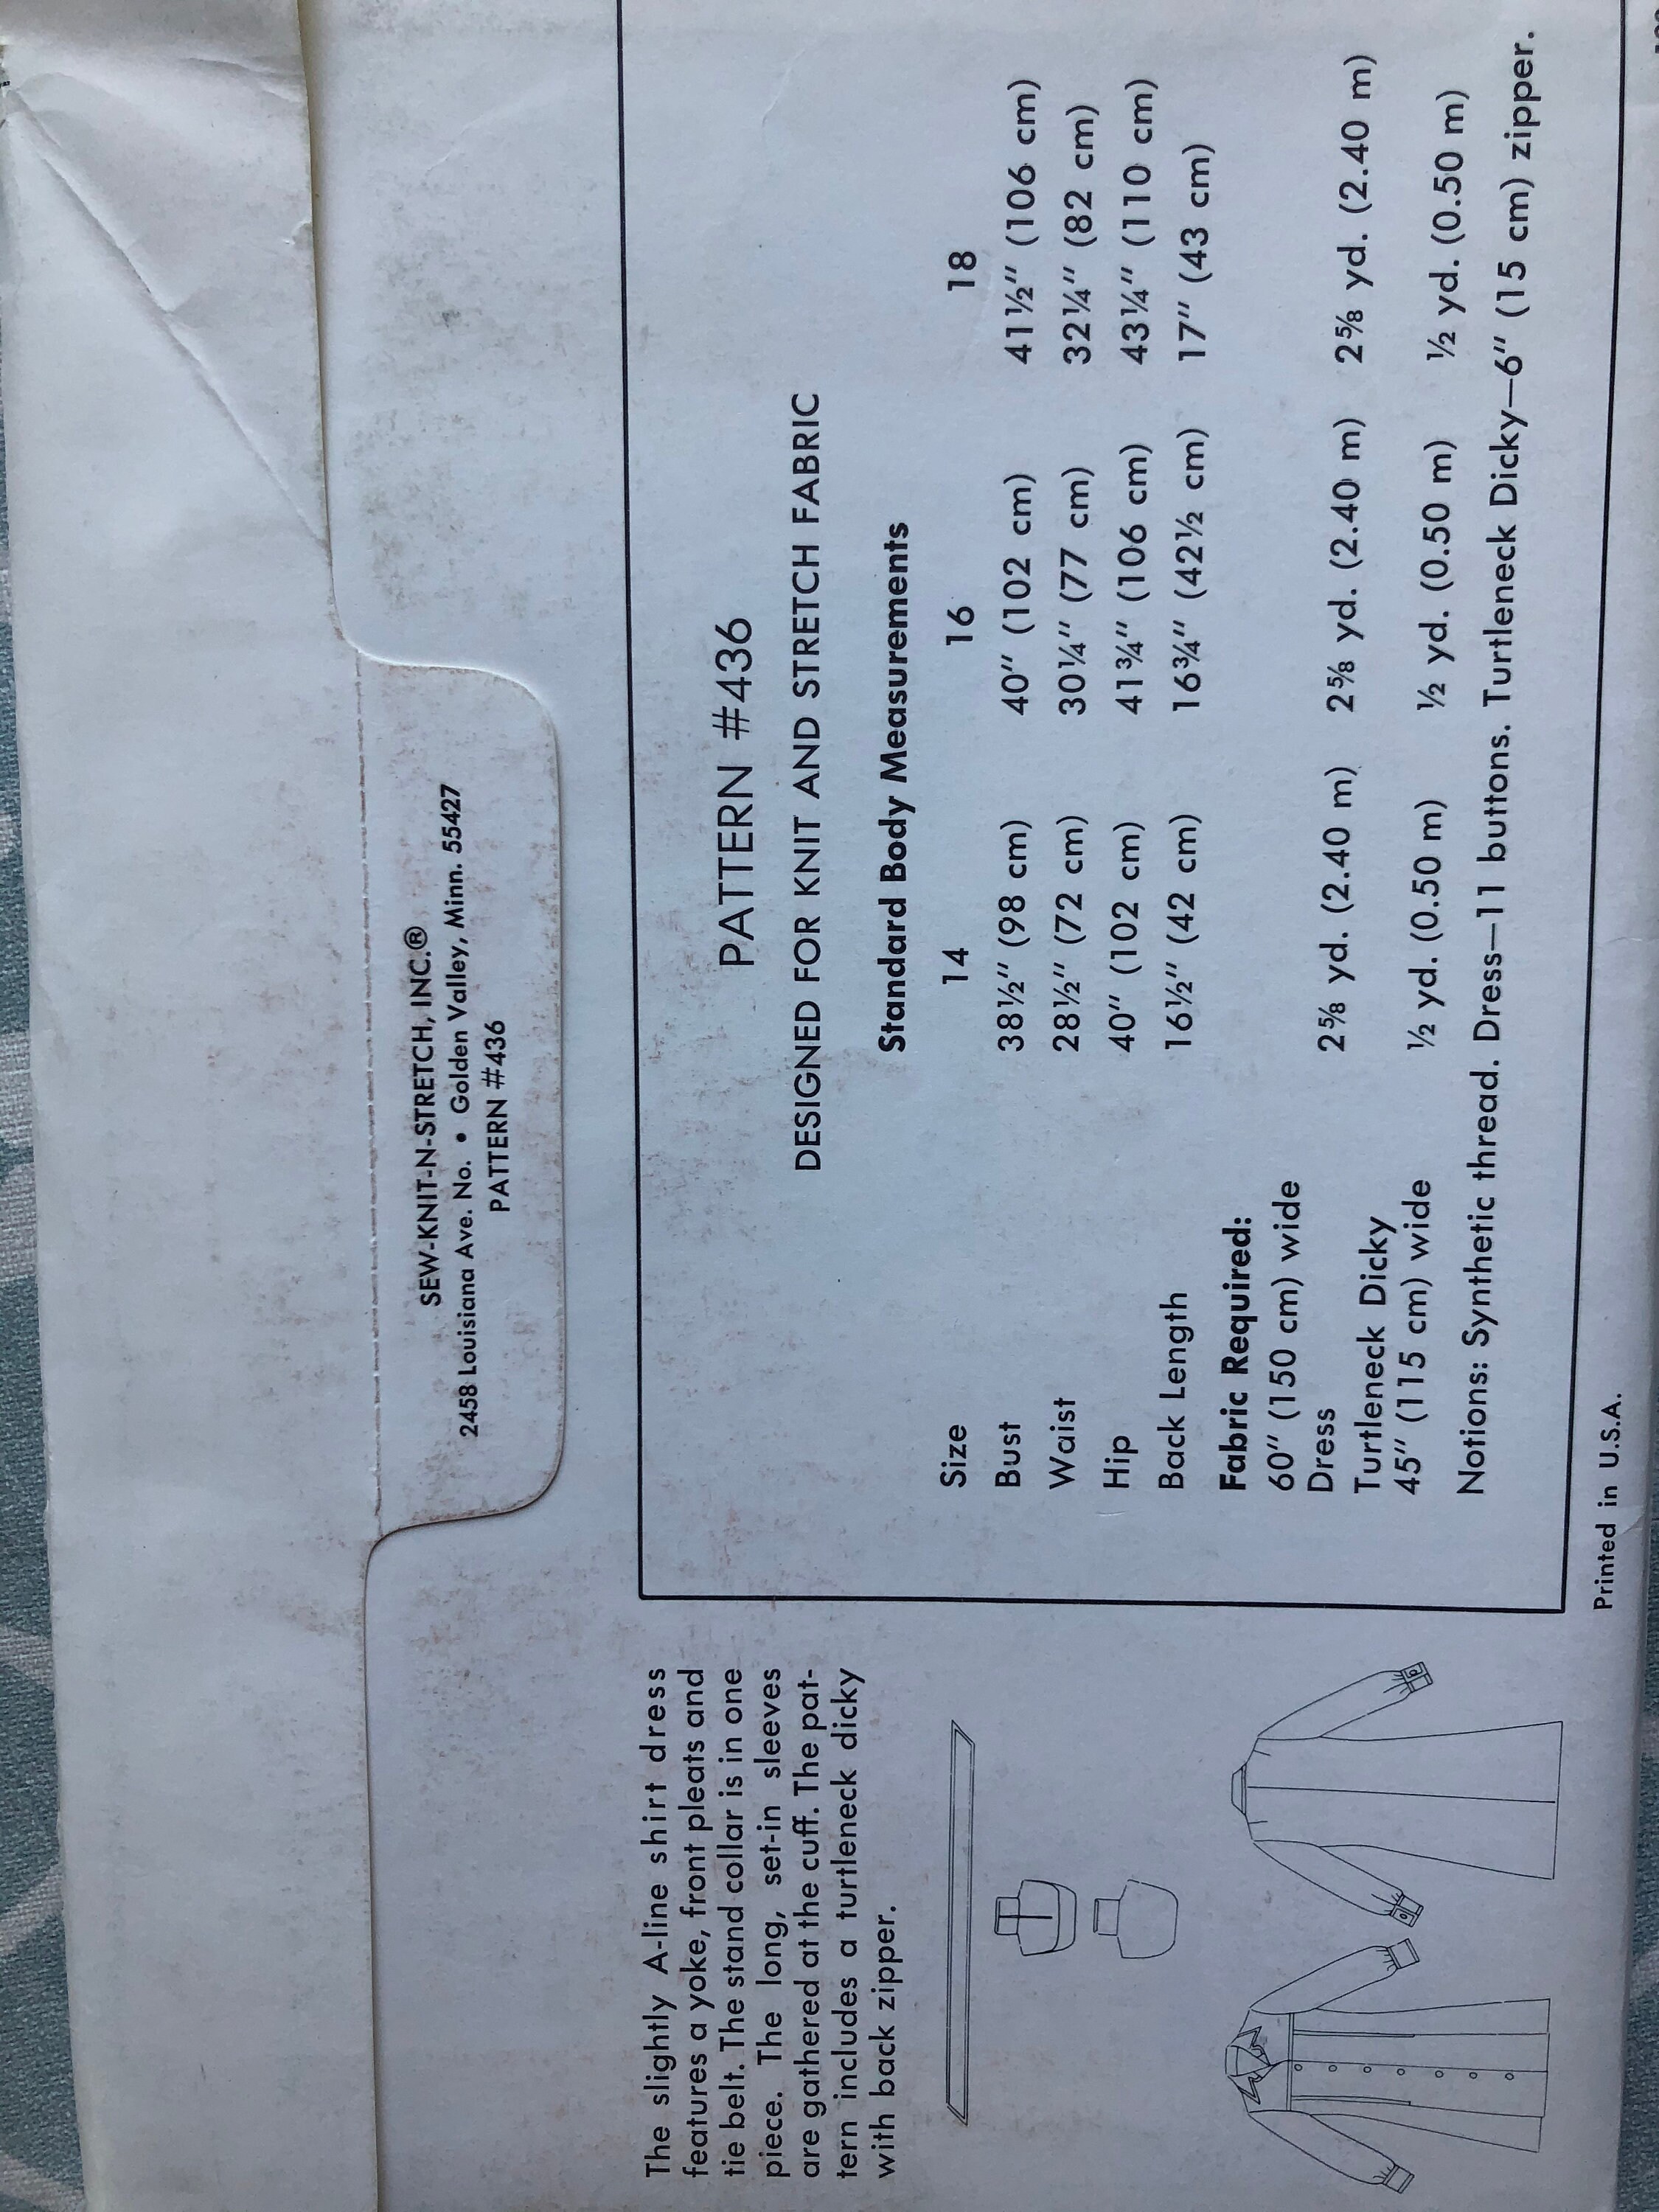 SEW-KNIT-N-STRETCH, INC.®
2458 Louisiana Ave. No. • Golden Valley, Minn. 55427
PATTERN #436
The slightly A-line shirt dress
features a yoke, front pleats and
tie belt. The stand collar is in one
piece. The long, set-in sleeves
are gathered at the cuff. The pat-
tern includes a turtleneck dicky
with back zipper.
PATTERN #436
DESIGNED FOR KNIT AND STRETCH FABRIC
Standard Body Measurements
Size 14 16 18
Bust 38½" (98 cm) 40" (102 cm) 41½" (106 cm)
Waist 28½" (72 cm) 30¼" (77 cm) 32¼" (82 cm)
Hip 40" (102 cm) 41¾" (106 cm) 43¼" (110 cm)
Back Length 16½" (42 cm) 16¾" (42½ cm) 17" (43 cm)
Fabric Required:
60" (150 cm) wide
Dress 2⅝ yd. (2.40 m) 2⅝ yd. (2.40 m) 2⅝ yd. (2.40 m)
Turtleneck Dicky
45" (115 cm) wide ½ yd. (0.50 m) ½ yd. (0.50 m) ½ yd. (0.50 m)
Notions: Synthetic thread. Dress—11 buttons. Turtleneck Dicky—6" (15 cm) zipper.
Printed in U.S.A.